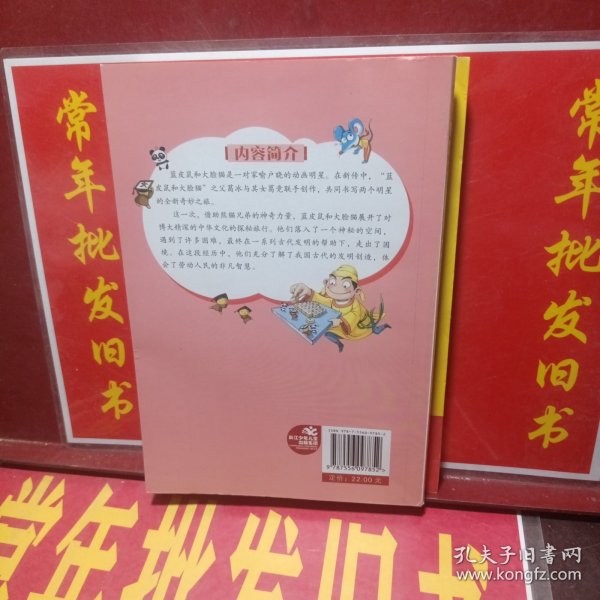 常年批发旧书
内容简介
蓝皮鼠和大脸猫是一对家喻户晓的动画明星。在新传中，“蓝
皮鼠和大脸猫”之父葛冰与其女葛竞联手创作，共同书写两个明星
的全新奇妙之旅。
这一次，借助熊猫兄弟的神奇力量，蓝皮鼠和大脸猫展开了对
博大精深的中华文化的探秘旅行。他们落入了一个神秘的空间，
遇到了许多困难，最终在一系列古代发明的帮助下，走出了困
境。在这段经历中，他们充分了解了我国古代的发明创造，体
会了劳动人民的非凡智慧。
ISBN 978-7-5560-9785-2
9 787556 097852 >
定价：22.00 元
常年批发旧书
常年批发旧书
孔夫子旧书网
www.kongfz.com